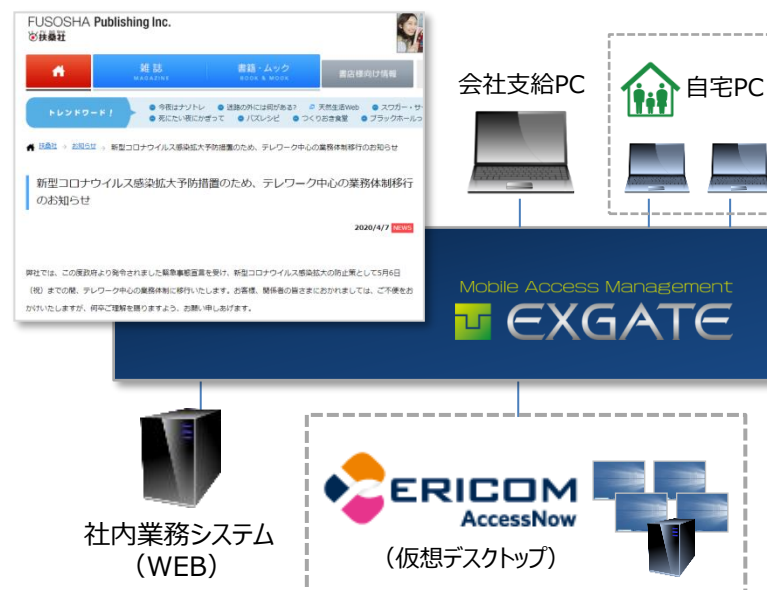 FUSOSHA Publishing Inc.
扶桑社
雑 誌
MAGAZINE
書籍・ムック
BOOK & MOOK
書店様向け情報
トレンドワード！
今夜はナゾトレ 迷路の外には何がある？ 天然生活Web スワガー・サ
死にたい夜にかぎって バズレシピ つくりおき食堂 ブラックホールっ
扶桑社 お知らせ 新型コロナウイルス感染拡大予防措置のため、テレワーク中心の業務体制移行のお知らせ
新型コロナウイルス感染拡大予防措置のため、テレワーク中心の業務体制移行
のお知らせ
2020/4/7 NEWS
弊社では、この度政府より発令されました緊急事態宣言を受け、新型コロナウイルス感染拡大の防止策として5月6日
（祝）までの間、テレワーク中心の業務体制に移行いたします。お客様、関係者の皆さまにおかれましては、ご不便をお
かけいたしますが、何卒ご理解を賜りますよう、お願い申しあげます。
会社支給PC
自宅PC
Mobile Access Management
EXGATE
社内業務システム
（WEB）
ERICOM
AccessNow
（仮想デスクトップ）